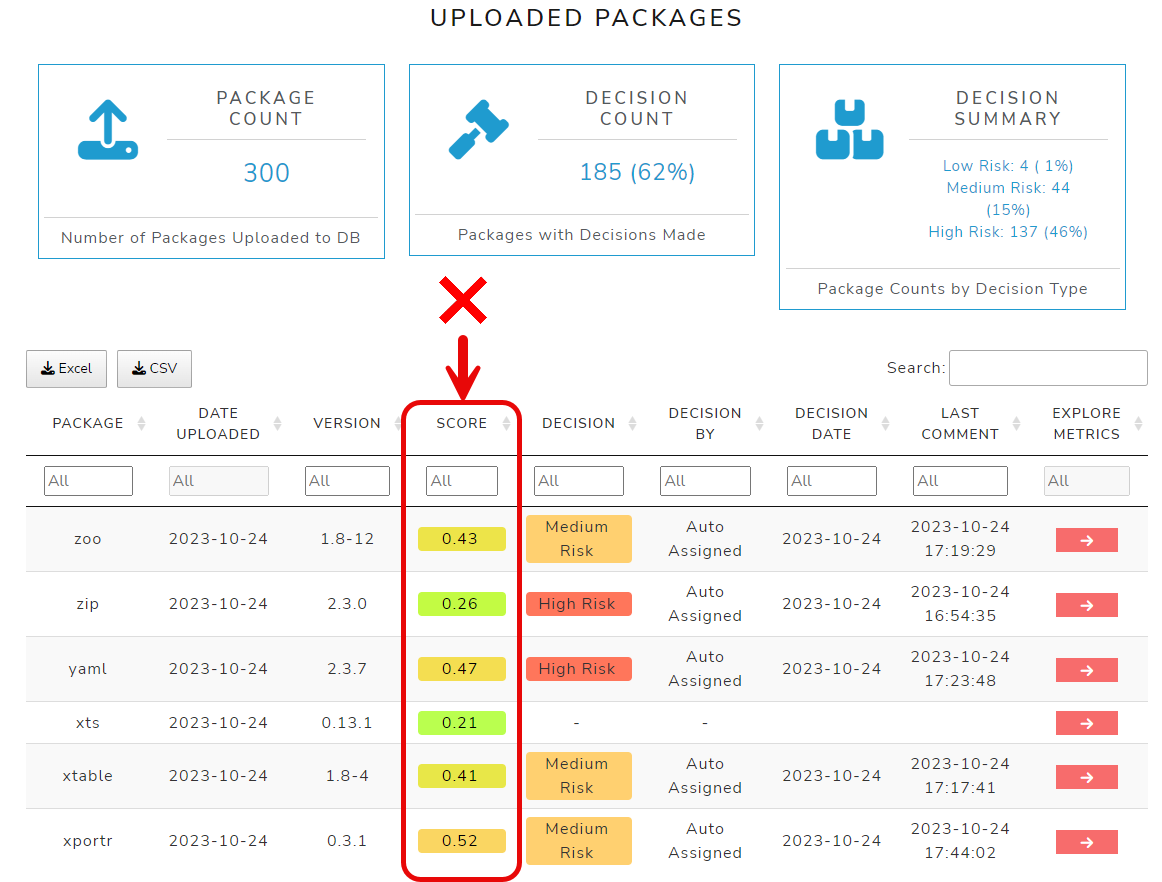 UPLOADED PACKAGES
PACKAGE
COUNT
300
Number of Packages Uploaded to DB
DECISION
COUNT
185 (62%)
Packages with Decisions Made
DECISION
SUMMARY
Low Risk: 4 ( 1%)
Medium Risk: 44
(15%)
High Risk: 137 (46%)
Package Counts by Decision Type
Excel CSV Search:
PACKAGE DATE UPLOADED VERSION SCORE DECISION DECISION BY DECISION DATE LAST COMMENT EXPLORE METRICS
All All All All All All All All All
zoo 2023-10-24 1.8-12 0.43 Medium Risk Auto Assigned 2023-10-24 2023-10-24 17:19:29
zip 2023-10-24 2.3.0 0.26 High Risk Auto Assigned 2023-10-24 2023-10-24 16:54:35
yaml 2023-10-24 2.3.7 0.47 High Risk Auto Assigned 2023-10-24 2023-10-24 17:23:48
xts 2023-10-24 0.13.1 0.21 - -
xtable 2023-10-24 1.8-4 0.41 Medium Risk Auto Assigned 2023-10-24 2023-10-24 17:17:41
xportr 2023-10-24 0.3.1 0.52 Medium Risk Auto Assigned 2023-10-24 2023-10-24 17:44:02